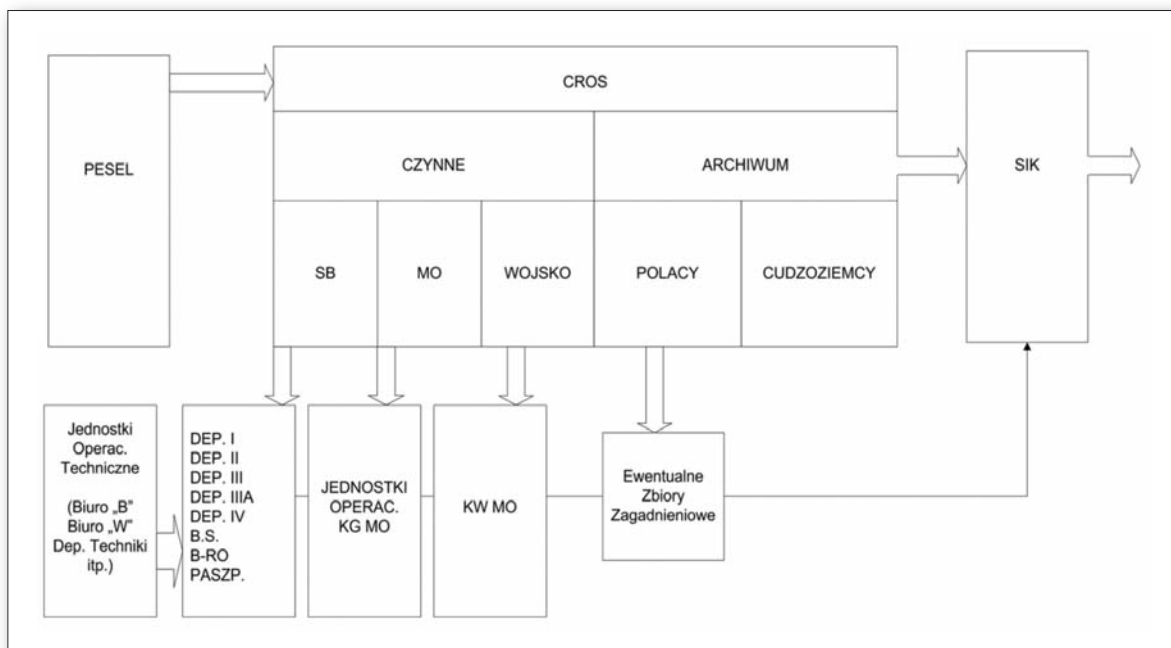 CROS
PESEL
CZYNNE
ARCHIWUM
SIK
SB
MO
WOJSKO
POLACY
CUDZOZIEMCY
Jednostki
Operac.
Techniczne
(Biuro „B”
Biuro „W”
Dep. Techniki
itp.)
DEP. I
DEP. II
DEP. III
DEP. IIIA
DEP. IV
B.S.
B-RO
PASZP.
JEDNOSTKI
OPERAC.
KG MO
KW MO
Ewentualne
Zbiory
Zagadnieniowe